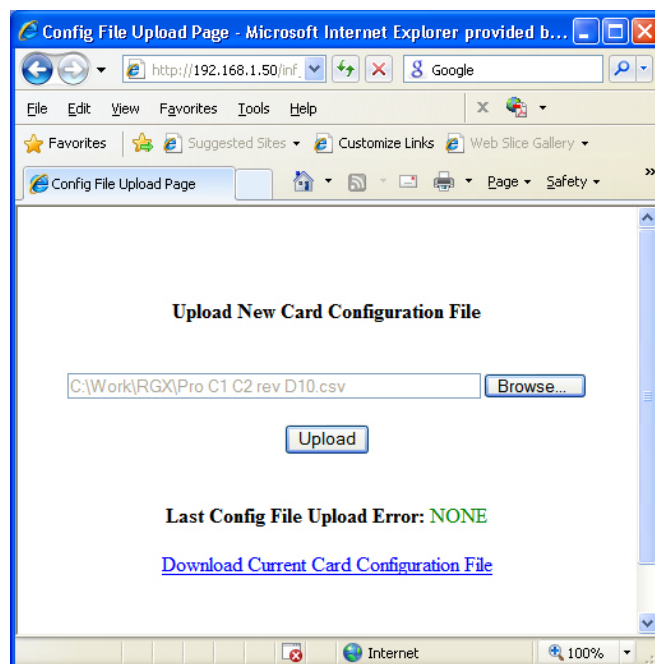 Config File Upload Page - Microsoft Internet Explorer provided b...
http://192.168.1.50/inf_
Google
File Edit View Favorites Tools Help
Favorites Suggested Sites Customize Links Web Slice Gallery
Config File Upload Page Page Safety »
Upload New Card Configuration File
C:\Work\RGX\Pro C1 C2 rev D10.csv Browse...
Upload
Last Config File Upload Error: NONE
Download Current Card Configuration File
Internet 100%